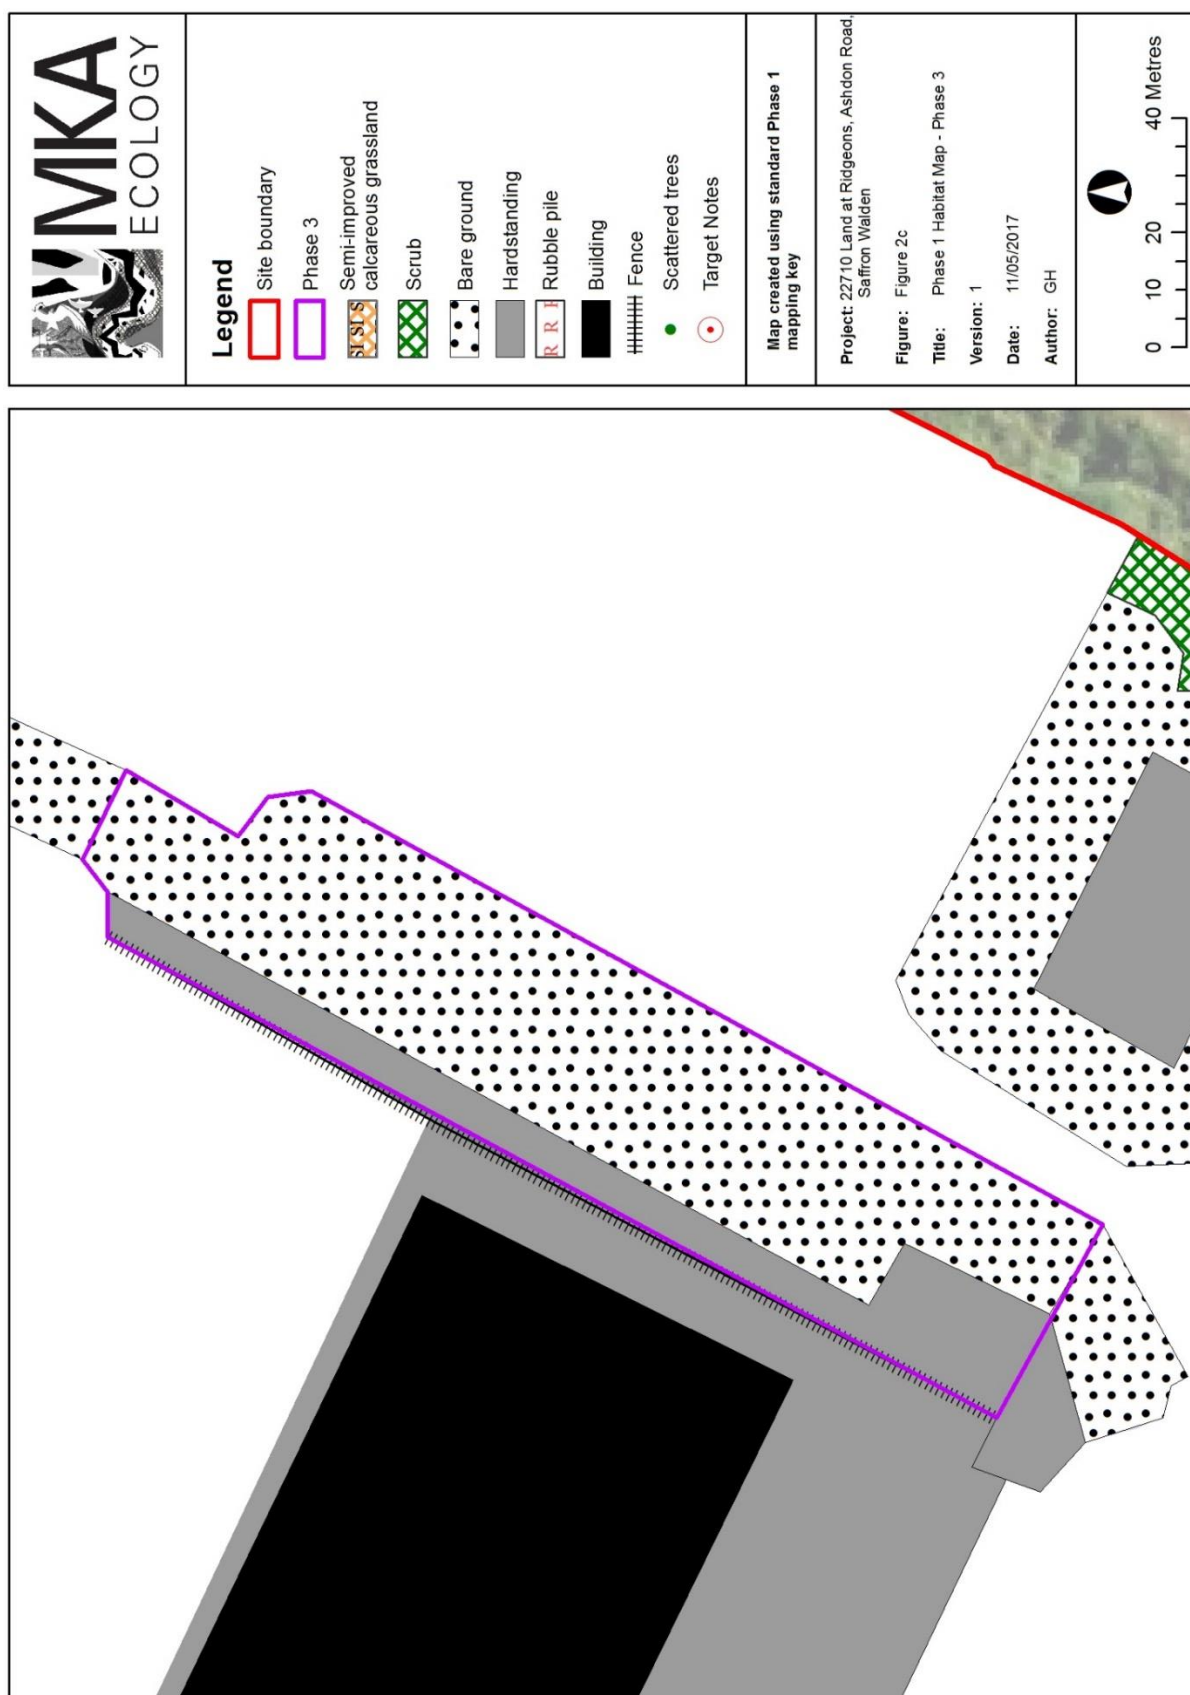 MKA
ECOLOGY
Legend
Site boundary
Phase 3
SI SI S
Semi-improved
calcareous grassland
Scrub
Bare ground
Hardstanding
R R
Rubble pile
Building
Fence
Scattered trees
Target Notes
Map created using standard Phase 1
mapping key
Project: 22710 Land at Ridgeons, Ashdon Road,
Saffron Walden
Figure: Figure 2c
Title: Phase 1 Habitat Map - Phase 3
Version: 1
Date: 11/05/2017
Author: GH
0 10 20 40 Metres